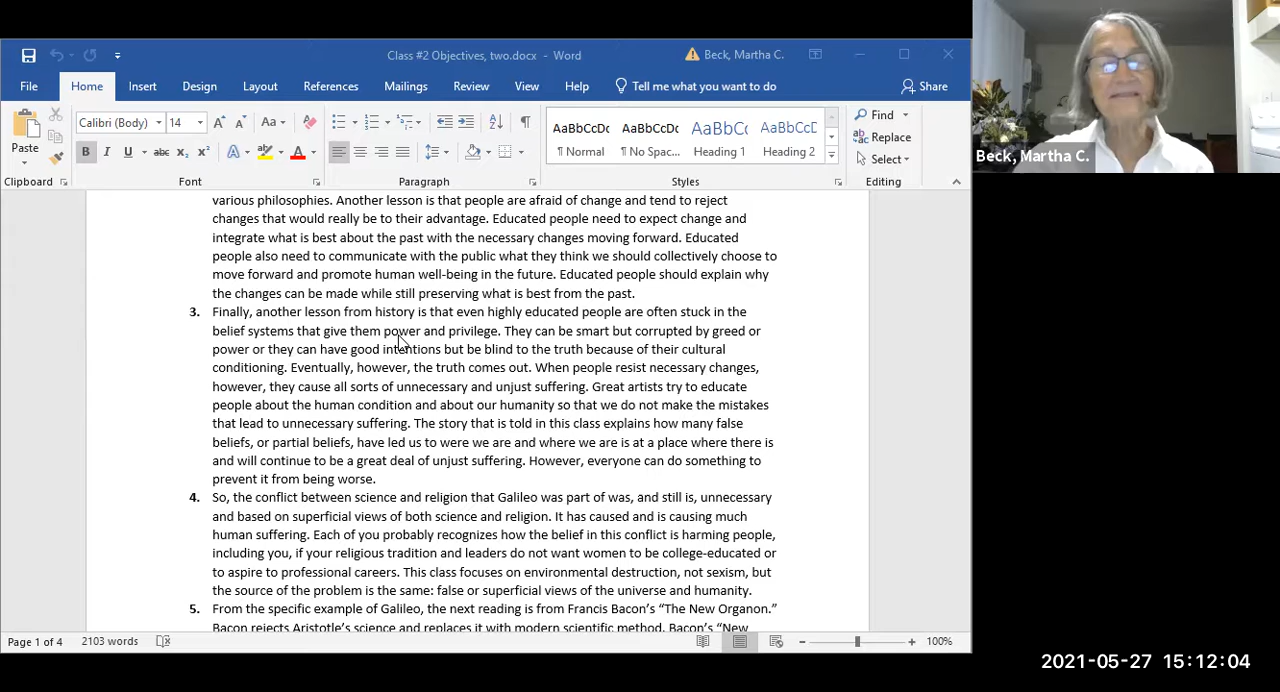 Class #2 Objectives, two.docx - Word
Beck, Martha C.
File Home Insert Design Layout References Mailings Review View Help Tell me what you want to do Share
Paste
Calibri (Body) 14
Aa
B I U abc x₂ x²
A A
AaBbCcDc AaBbCcDc AaBbCc AaBbCcD
¶ Normal ¶ No Spac... Heading 1 Heading 2
Find
Replace
Select
Clipboard Font Paragraph Styles Editing
Beck, Martha C.
various philosophies. Another lesson is that people are afraid of change and tend to reject
changes that would really be to their advantage. Educated people need to expect change and
integrate what is best about the past with the necessary changes moving forward. Educated
people also need to communicate with the public what they think we should collectively choose to
move forward and promote human well-being in the future. Educated people should explain why
the changes can be made while still preserving what is best from the past.
3. Finally, another lesson from history is that even highly educated people are often stuck in the
belief systems that give them power and privilege. They can be smart but corrupted by greed or
power or they can have good intentions but be blind to the truth because of their cultural
conditioning. Eventually, however, the truth comes out. When people resist necessary changes,
however, they cause all sorts of unnecessary and unjust suffering. Great artists try to educate
people about the human condition and about our humanity so that we do not make the mistakes
that lead to unnecessary suffering. The story that is told in this class explains how many false
beliefs, or partial beliefs, have led us to were we are and where we are is at a place where there is
and will continue to be a great deal of unjust suffering. However, everyone can do something to
prevent it from being worse.
4. So, the conflict between science and religion that Galileo was part of was, and still is, unnecessary
and based on superficial views of both science and religion. It has caused and is causing much
human suffering. Each of you probably recognizes how the belief in this conflict is harming people,
including you, if your religious tradition and leaders do not want women to be college-educated or
to aspire to professional careers. This class focuses on environmental destruction, not sexism, but
the source of the problem is the same: false or superficial views of the universe and humanity.
5. From the specific example of Galileo, the next reading is from Francis Bacon's “The New Organon.”
Bacon rejects Aristotle's science and replaces it with modern scientific method. Bacon's “New
Page 1 of 4 2103 words
100%
2021-05-27 15:12:04